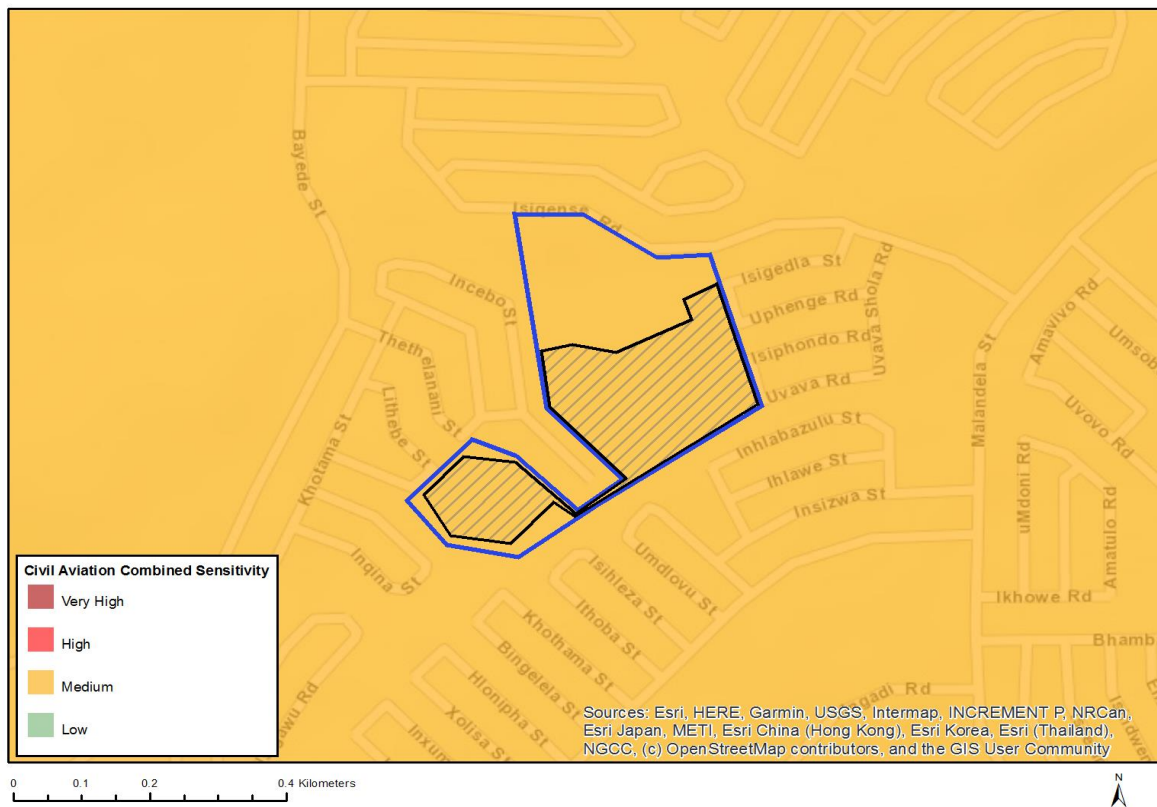 Bayede St
Isiqense Rd
Isigedla St
Uphenge Rd
Isiphondo Rd
Uvava Rd
Uvava Shola Rd
Incebo St
Thethelanani St
Lithebe St
Khotama St
Inqina St
Malandela St
Amavivo Rd
Umsob
Uvovo Rd
Inhlabazulu St
Ihlawe St
Insizwa St
uMdoni Rd
Amatulo Rd
Ikhowe Rd
Bhamb
Umdlovu St
Isihleza St
Ithoba St
Khothama St
Bingelela St
Hlonipha St
Xolisa St
Inxum
agadi Rd
Civil Aviation Combined Sensitivity
Very High
High
Medium
Low
Sources: Esri, HERE, Garmin, USGS, Intermap, INCREMENT P, NRCan,
Esri Japan, METI, Esri China (Hong Kong), Esri Korea, Esri (Thailand),
NGCC, (c) OpenStreetMap contributors, and the GIS User Community
0 0.1 0.2 0.4 Kilometers
N